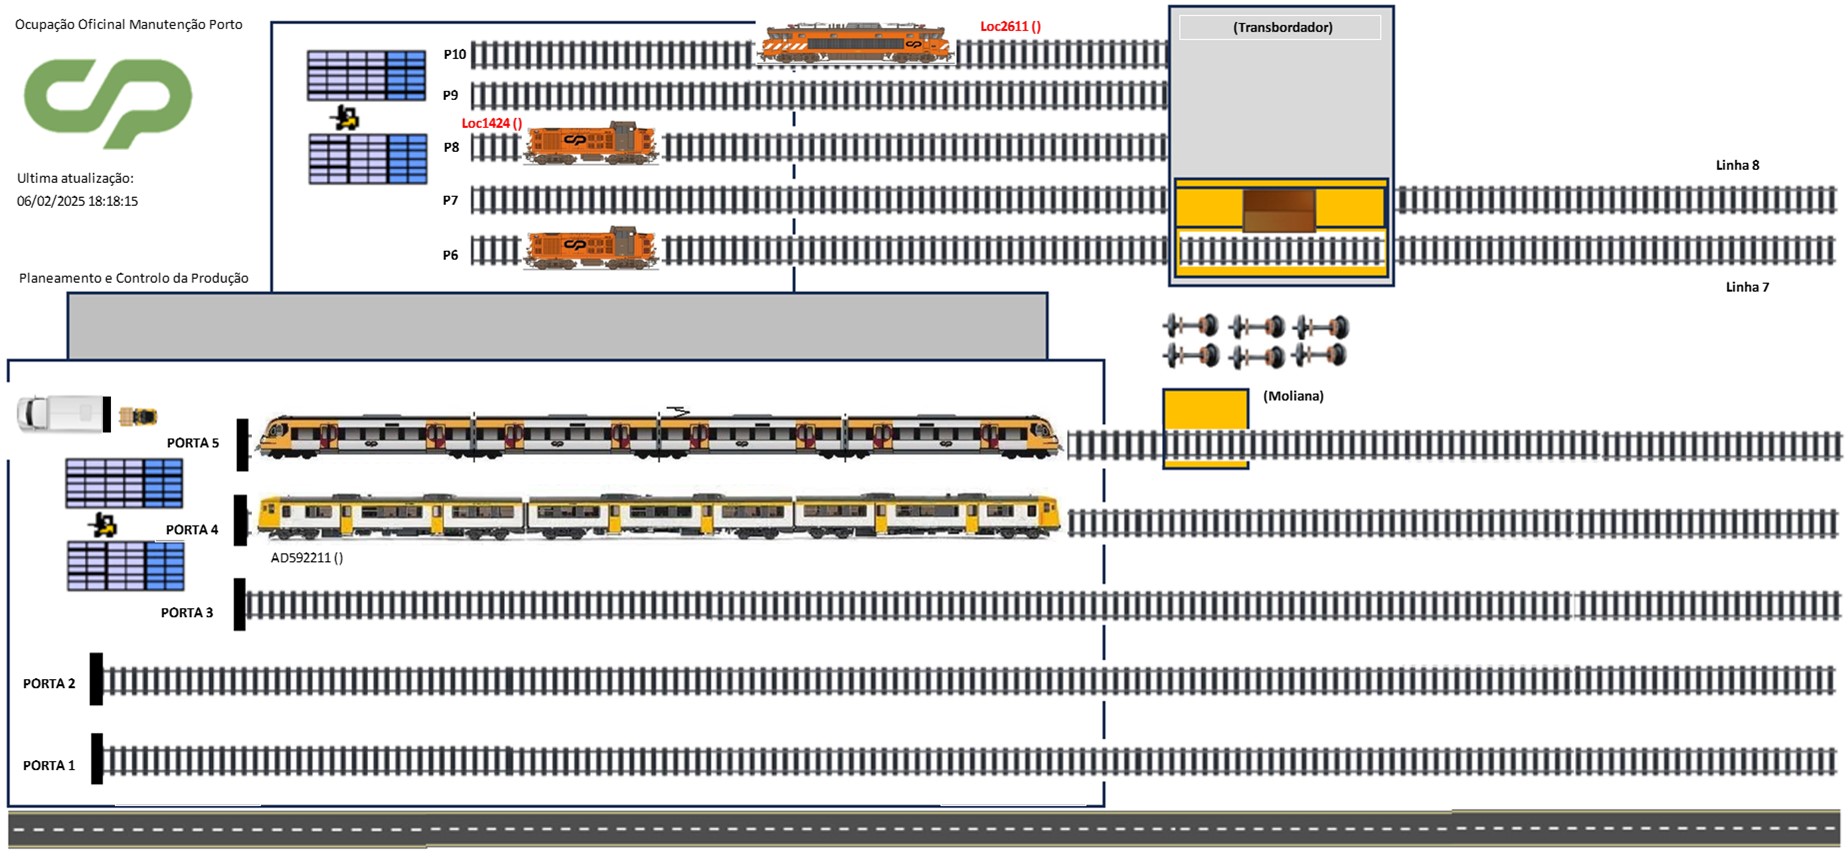 Ocupação Oficinal Manutenção Porto
Loc2611 ()
(Transbordador)
P10
P9
Loc1424 ()
P8
Linha 8
Ultima atualização:
06/02/2025 18:18:15
P7
P6
Planeamento e Controlo da Produção
Linha 7
(Moliana)
PORTA 5
PORTA 4
AD592211 ()
PORTA 3
PORTA 2
PORTA 1